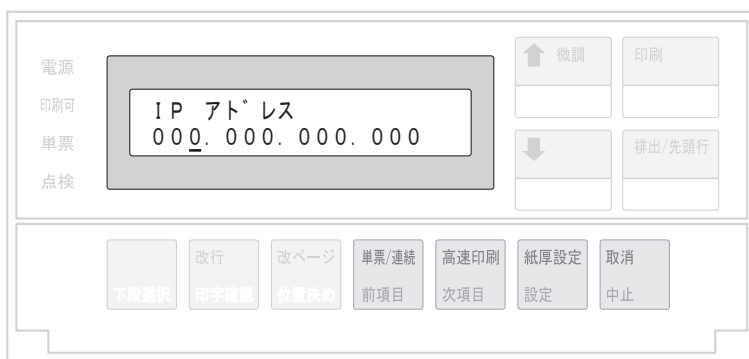 電源
印刷可
単票
点検
IP アドレス
000.000.000.000
微調
印刷
排出/先頭行
下段選択
改行
印字確認
改ページ
位置決め
単票/連続
前項目
高速印刷
次項目
紙厚設定
設定
取消
中止